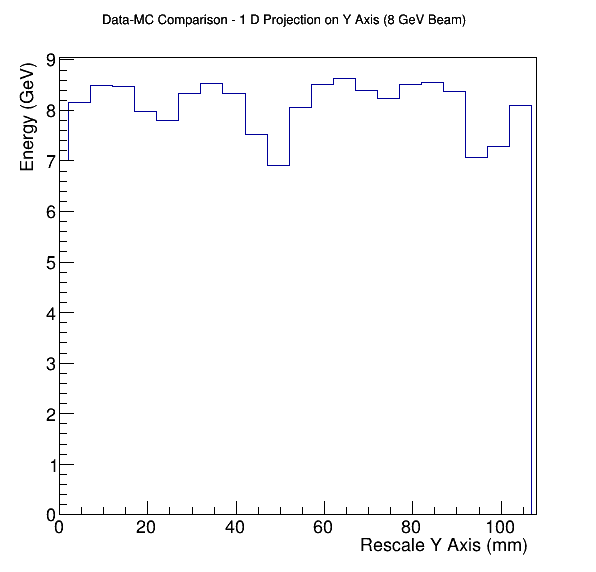 Data-MC Comparison - 1 D Projection on Y Axis (8 GeV Beam)
Energy (GeV)
9
8
7
6
5
4
3
2
1
0
0 20 40 60 80 100
Rescale Y Axis (mm)